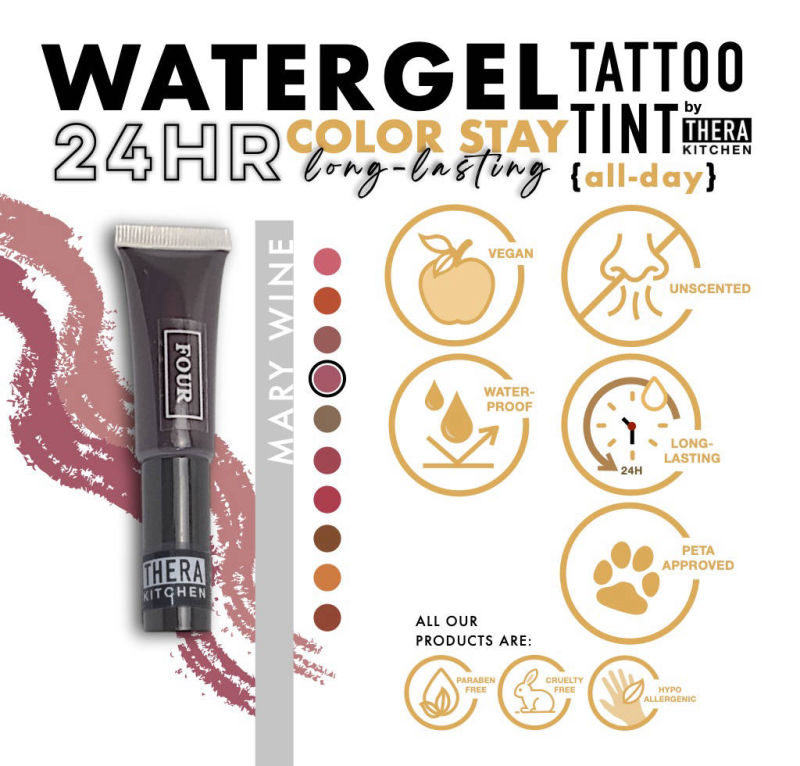 WATERGEL
TATTOO
TINT
by
THERA
KITCHEN
24HR
COLOR STAY
long-lasting
{all-day}
MARY WINE
FOUR
THERA
KITCHEN
VEGAN
UNSCENTED
WATER-
PROOF
LONG-
LASTING
24H
PETA
APPROVED
ALL OUR
PRODUCTS ARE:
PARABEN
FREE
CRUELTY
FREE
HYPO
ALLERGENIC